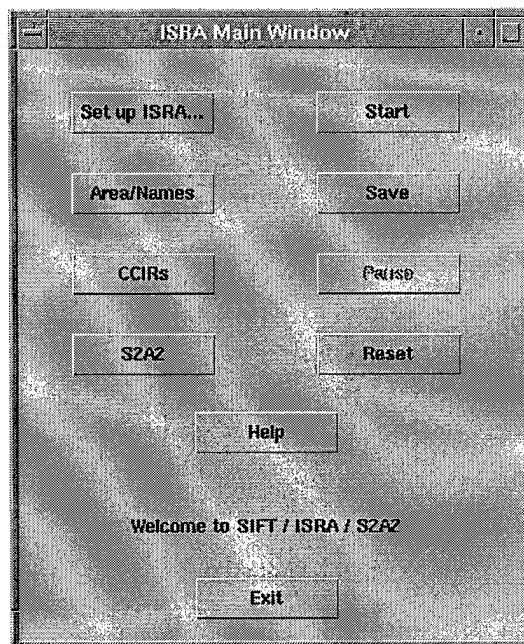 ISRA Main Window
Set up ISRA... Start
Area/Names Save
CCIRs Pause
S2A2 Reset
Help
Welcome to SIFT / ISRA / S2A2
Exit